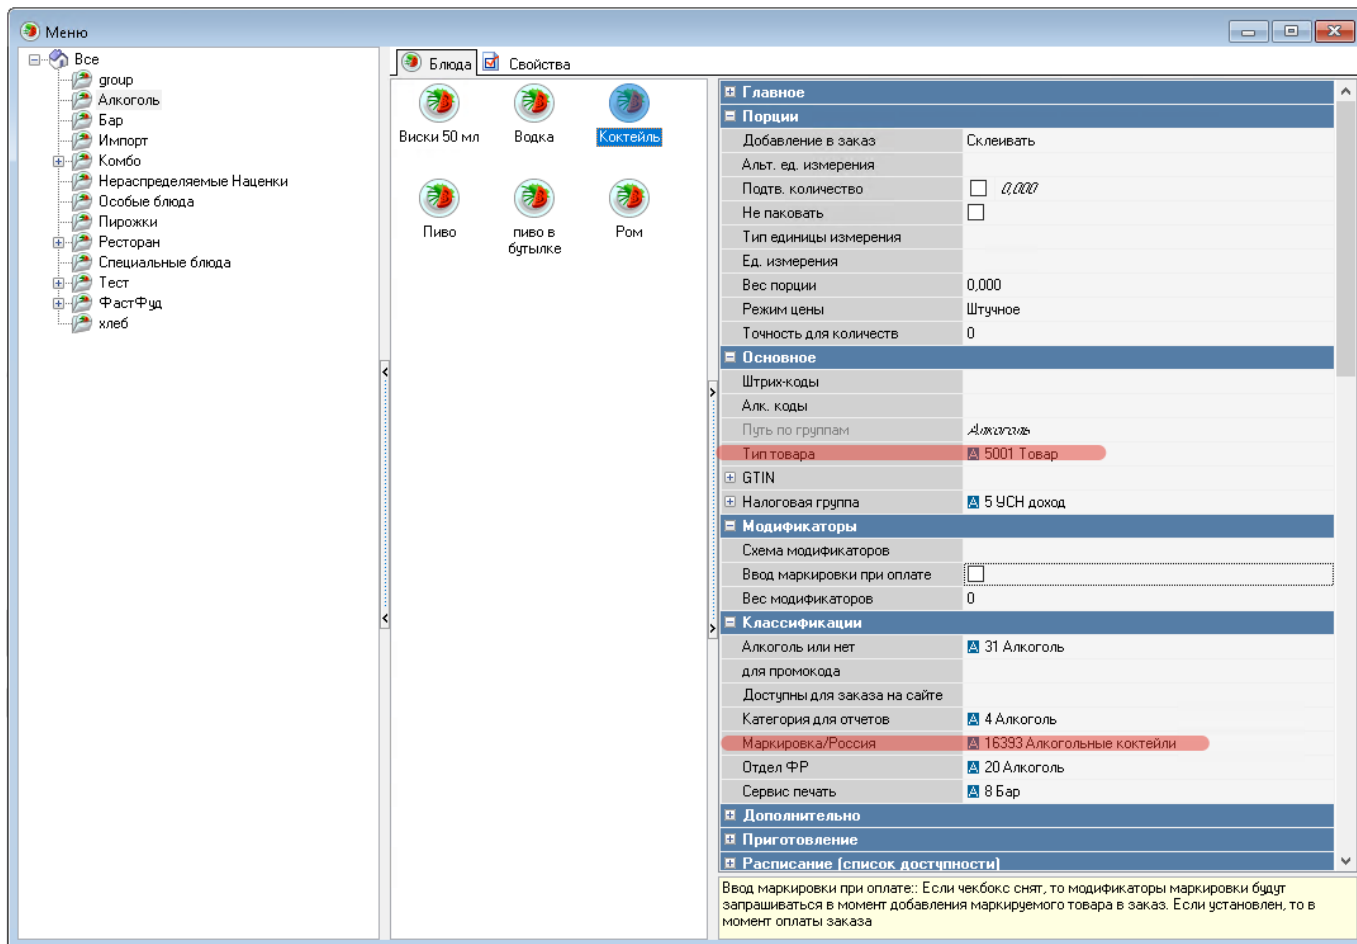 Меню
Все
group
Алкоголь
Бар
Импорт
Комбо
Нераспределяемые Наценки
Особые блюда
Пирожки
Ресторан
Специальные блюда
Тест
ФастФуд
хлеб
Блюда
Свойства
Виски 50 мл
Водка
Коктейль
Пиво
пиво в
бутылке
Ром
Главное
Порции
Добавление в заказ Склеивать
Альт. ед. измерения
Подтв. количество 0,000
Не паковать
Тип единицы измерения
Ед. измерения
Вес порции 0,000
Режим цены Штучное
Точность для количеств 0
Основное
Штрих-коды
Алк. коды
Путь по группам Алкоголь
Тип товара A 5001 Товар
GTIN
Налоговая группа A 5 УСН доход
Модификаторы
Схема модификаторов
Ввод маркировки при оплате
Вес модификаторов 0
Классификации
Алкоголь или нет A 31 Алкоголь
для промокода
Доступны для заказа на сайте
Категория для отчетов A 4 Алкоголь
Маркировка/Россия A 16393 Алкогольные коктейли
Отдел ФР A 20 Алкоголь
Сервис печать A 8 Бар
Дополнительно
Приготовление
Расписание (список доступности)
Ввод маркировки при оплате:: Если чекбокс снят, то модификаторы маркировки будут
запрашиваться в момент добавления маркируемого товара в заказ. Если установлен, то в
момент оплаты заказа